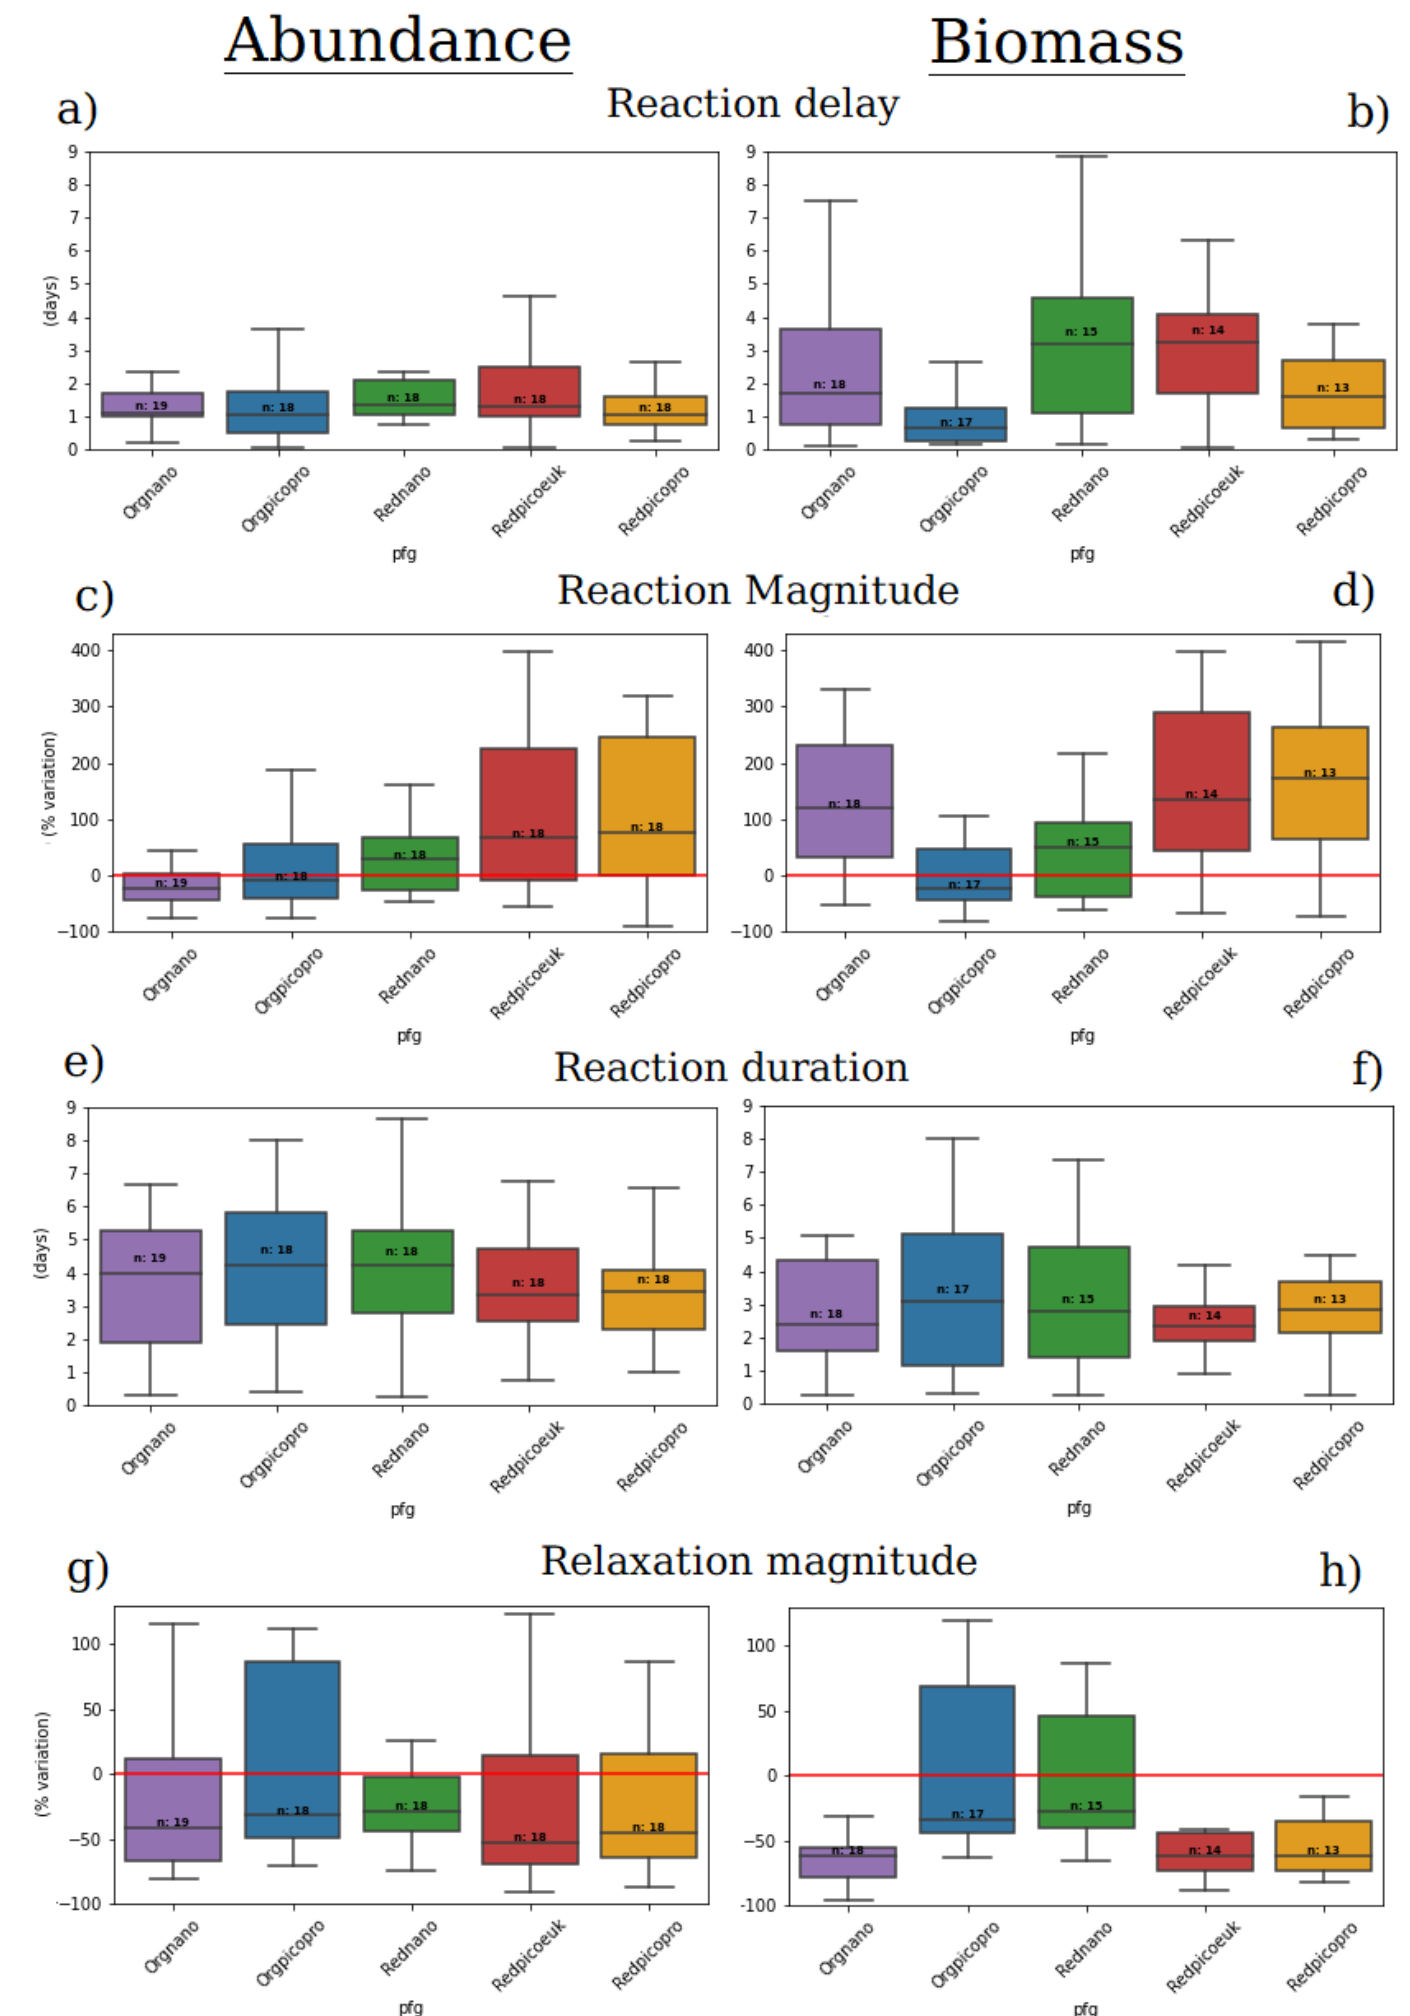 Abundance Biomass
a) Reaction delay b)
9 9
8 8
7 7
6 6
5 5
(days)
4 4
3 3
2 2
1 1
0 0
n: 19 n: 18 n: 18 n: 18 n: 18
n: 18 n: 17 n: 15 n: 14 n: 13
Orgnano Orgpicopro Rednano Redpicoeuk Redpicopro
Orgnano Orgpicopro Rednano Redpicoeuk Redpicopro
pfg pfg
c) Reaction Magnitude d)
400 400
300 300
200 200
(% variation)
100 100
0 0
−100 −100
n: 19 n: 18 n: 18 n: 18 n: 18
n: 18 n: 17 n: 15 n: 14 n: 13
Orgnano Orgpicopro Rednano Redpicoeuk Redpicopro
Orgnano Orgpicopro Rednano Redpicoeuk Redpicopro
pfg pfg
e) Reaction duration f)
9 9
8 8
7 7
6 6
5 5
(days)
4 4
3 3
2 2
1 1
0 0
n: 19 n: 18 n: 18 n: 18 n: 18
n: 18 n: 17 n: 15 n: 14 n: 13
Orgnano Orgpicopro Rednano Redpicoeuk Redpicopro
Orgnano Orgpicopro Rednano Redpicoeuk Redpicopro
pfg pfg
g) Relaxation magnitude h)
100 100
50 50
(% variation)
0 0
−50 −50
−100 -100
n: 19 n: 18 n: 18 n: 18 n: 18
n: 18 n: 17 n: 15 n: 14 n: 13
Orgnano Orgpicopro Rednano Redpicoeuk Redpicopro
Orgnano Orgpicopro Rednano Redpicoeuk Redpicopro
pfg pfg